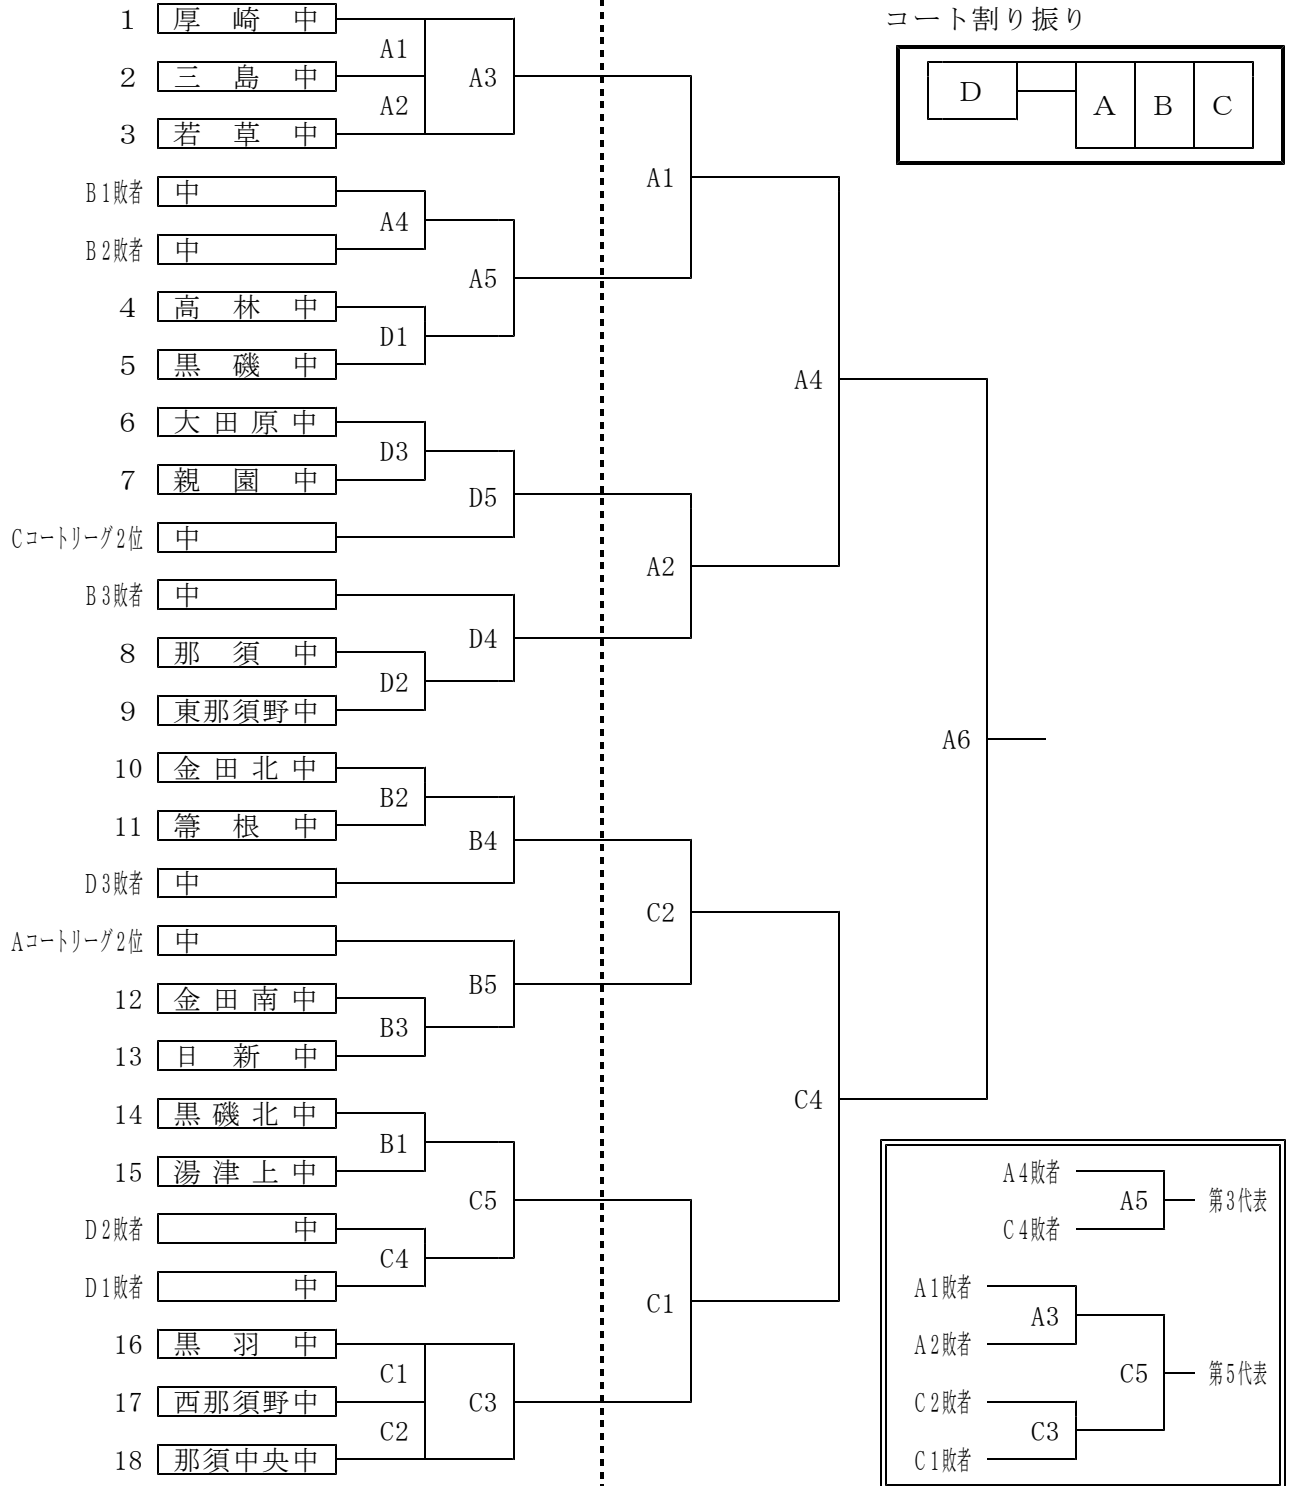 コート割り振り
D
A B C
1 厚崎中
A1
2 三島中
A3
A2
3 若草中
A1
B1敗者 中
A4
B2敗者 中
A5
4 高林中
D1
5 黒磯中
A4
6 大田原中
D3
7 親園中
D5
Cコートリーグ2位 中
A2
B3敗者 中
D4
8 那須中
D2
9 東那須野中
A6
10 金田北中
B2
11 箒根中
B4
D3敗者 中
C2
Aコートリーグ2位 中
B5
12 金田南中
B3
13 日新中
C4
14 黒磯北中
B1
15 湯津上中
C5
D2敗者 中
C4
D1敗者 中
C1
16 黒羽中
C1
17 西那須野中
C3
C2
18 那須中央中
A4敗者
A5 第3代表
C4敗者
A1敗者
A3
A2敗者
C5 第5代表
C2敗者
C3
C1敗者